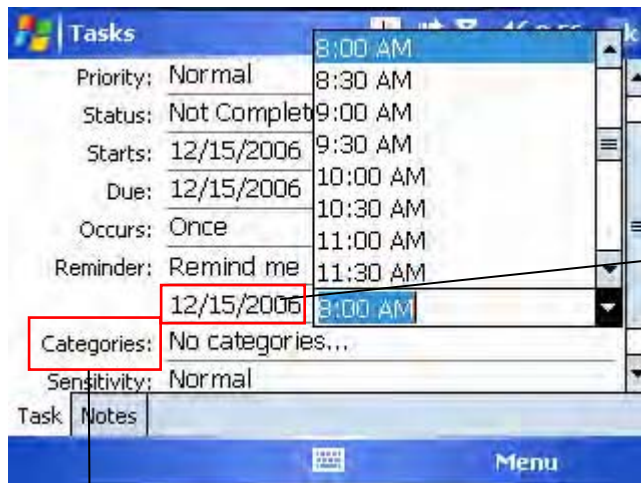 Tasks
8:00 AM
Priority: Normal
8:30 AM
Status: Not Complet
9:00 AM
Starts: 12/15/2006
9:30 AM
Due: 12/15/2006
10:00 AM
10:30 AM
Occurs: Once
11:00 AM
Reminder: Remind me
11:30 AM
12/15/2006
8:00 AM
Categories: No categories...
Sensitivity: Normal
Task Notes
Menu